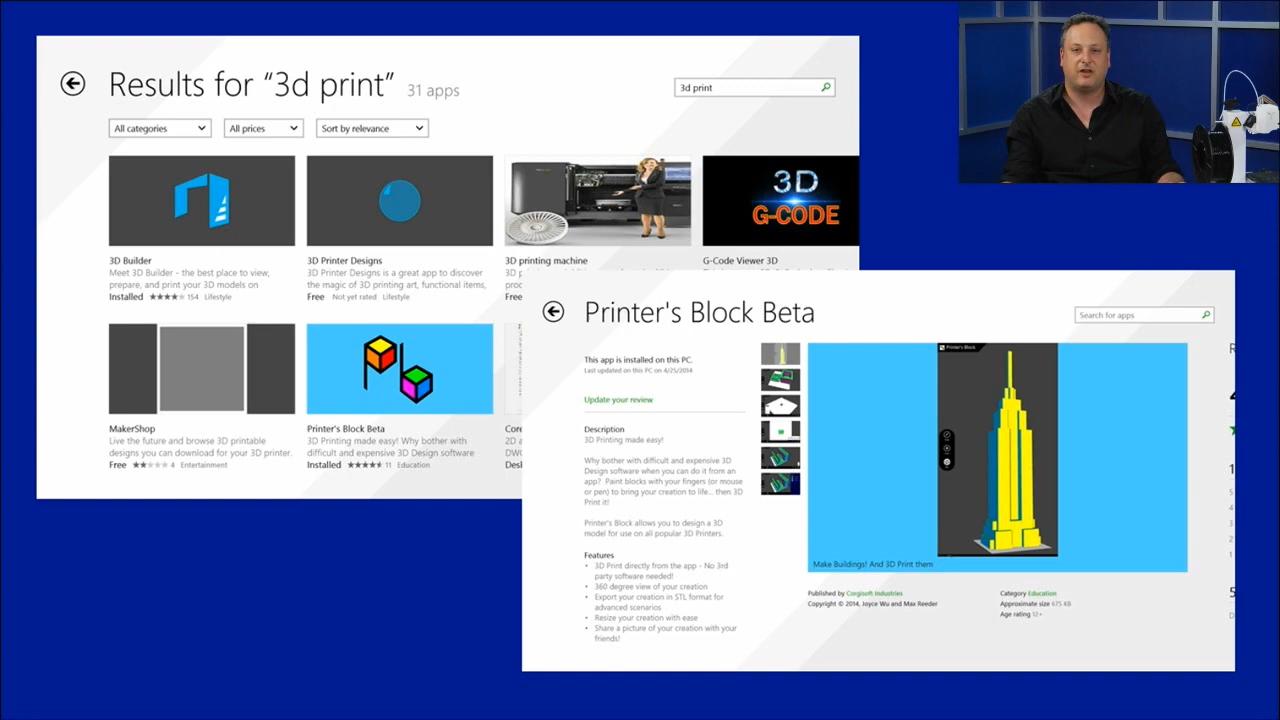 Results for “3d print” 31 apps
3d print
All categories
All prices
Sort by relevance
3D
G-CODE
3D Builder
Meet 3D Builder - the best place to view,
prepare, and print your 3D models on
Installed ★★★★★ 154 Lifestyle
3D Printer Designs
3D Printer Designs is a great app to discover
the magic of 3D printing art, functional items,
Free Not yet rated Lifestyle
3D printing machine
3D p
Free
G-Code Viewer 3D
MakerShop
Live the future and browse 3D printable
designs you can download for your 3D printer.
Free ★★★★★ 4 Entertainment
Printer's Block Beta
3D Printing made easy! Why bother with
difficult and expensive 3D Design software
Installed ★★★★★ 11 Education
Core
2D a
DWG
Desk
Printer's Block Beta
Search for apps
This app is installed on this PC.
Last updated on this PC on 4/25/2014
Update your review
Description
3D Printing made easy!
Why bother with difficult and expensive 3D
Design software when you can do it from an
app? Paint blocks with your fingers (or mouse
or pen) to bring your creation to life... then 3D
Print it!
Printer's Block allows you to design a 3D
model for use on all popular 3D Printers.
Features
• 3D Print directly from the app - No 3rd
party software needed!
• 360 degree view of your creation
• Export your creation in STL format for
advanced scenarios
• Resize your creation with ease
• Share a picture of your creation with your
friends!
Printer's Block
Make Buildings! And 3D Print them
Published by Corgisoft Industries
Copyright © 2014, Joyce Wu and Max Reeder
Category Education
Approximate size 675 KB
Age rating 12+